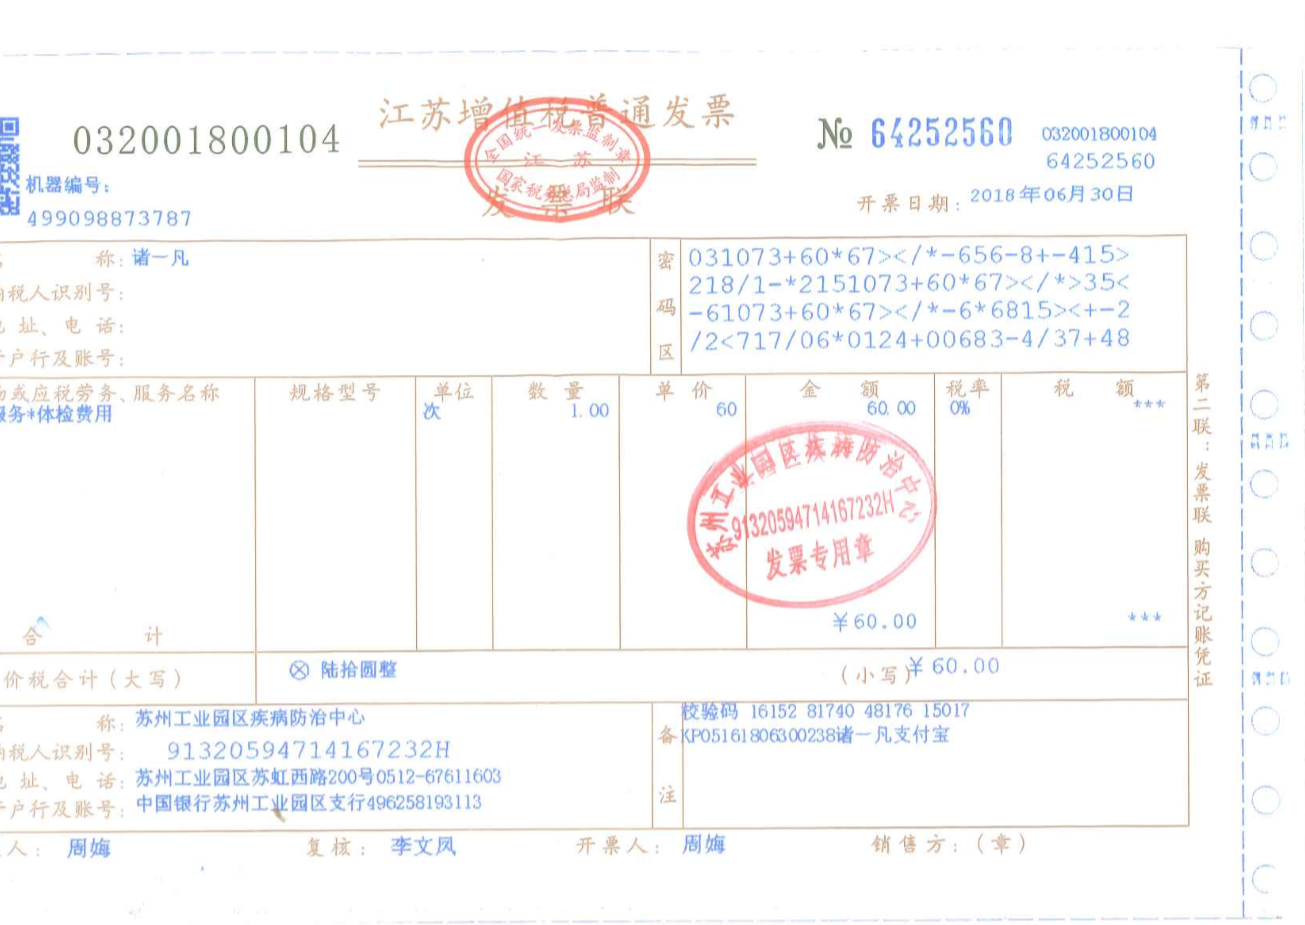 江苏增值税普通发票
032001800104
全国统一发票监制章
江苏
国家税务总局监制
发票联
№ 64252560
032001800104
64252560
机器编号:
499098873787
开票日期: 2018年06月30日
称: 诸一凡
税人识别号:
址、电话:
户行及账号:
密码区
031073+60*67></*-656-8+-415>
218/1-*2151073+60*67></*>35<
-61073+60*67></*-6*6815><+-2
/2<717/06*0124+00683-4/37+48
或应税劳务、服务名称 规格型号 单位 数量 单价 金额 税率 税额
服务*体检费用 次 1.00 60 60.00 0% ***
苏州工业园区疾病防治中心
91320594714167232H
发票专用章
合计 ¥60.00 ***
价税合计(大写) ⊗ 陆拾圆整 (小写)¥60.00
称: 苏州工业园区疾病防治中心
税人识别号: 91320594714167232H
址、电话: 苏州工业园区苏虹西路200号0512-67611603
户行及账号: 中国银行苏州工业园区支行496258193113
备注
校验码 16152 81740 48176 15017
KP05161806300238诸一凡支付宝
人: 周娒 复核: 李文凤 开票人: 周娒 销售方:(章)
第二联:发票联 购买方记账凭证